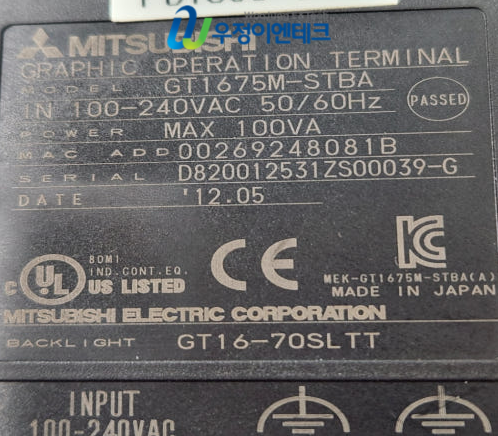 우정이엔테크
MITSUBISHI
GRAPHIC OPERATION TERMINAL
MODEL GT1675M-STBA
IN 100-240VAC 50/60Hz PASSED
POWER MAX 100VA
MAC ADD 00269248081B
SERIAL D820012531ZS00039-G
DATE '12.05
80M1
IND.CONT.EQ.
C UL US LISTED
CE
KC
MEK-GT1675M-STBA(A)
MADE IN JAPAN
MITSUBISHI ELECTRIC CORPORATION
BACKLIGHT GT16-70SLTT
INPUT
100-240VAC